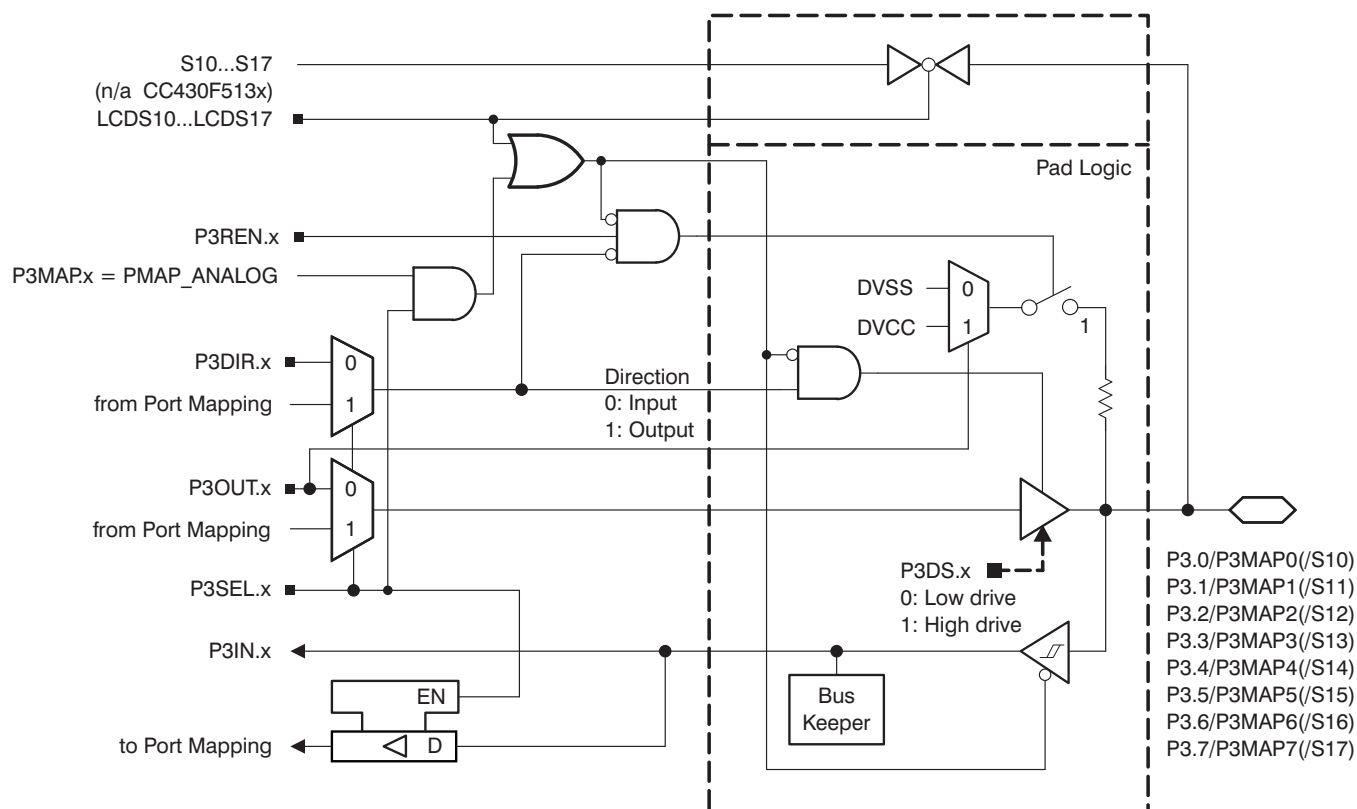 S10...S17
(n/a CC430F513x)
LCDS10...LCDS17
Pad Logic
P3REN.x
P3MAP.x = PMAP_ANALOG
DVSS
0
DVCC
1
1
P3DIR.x
0
from Port Mapping
1
Direction
0: Input
1: Output
P3OUT.x
0
from Port Mapping
1
P3SEL.x
P3DS.x
0: Low drive
1: High drive
P3IN.x
EN
D
to Port Mapping
Bus
Keeper
P3.0/P3MAP0(/S10)
P3.1/P3MAP1(/S11)
P3.2/P3MAP2(/S12)
P3.3/P3MAP3(/S13)
P3.4/P3MAP4(/S14)
P3.5/P3MAP5(/S15)
P3.6/P3MAP6(/S16)
P3.7/P3MAP7(/S17)